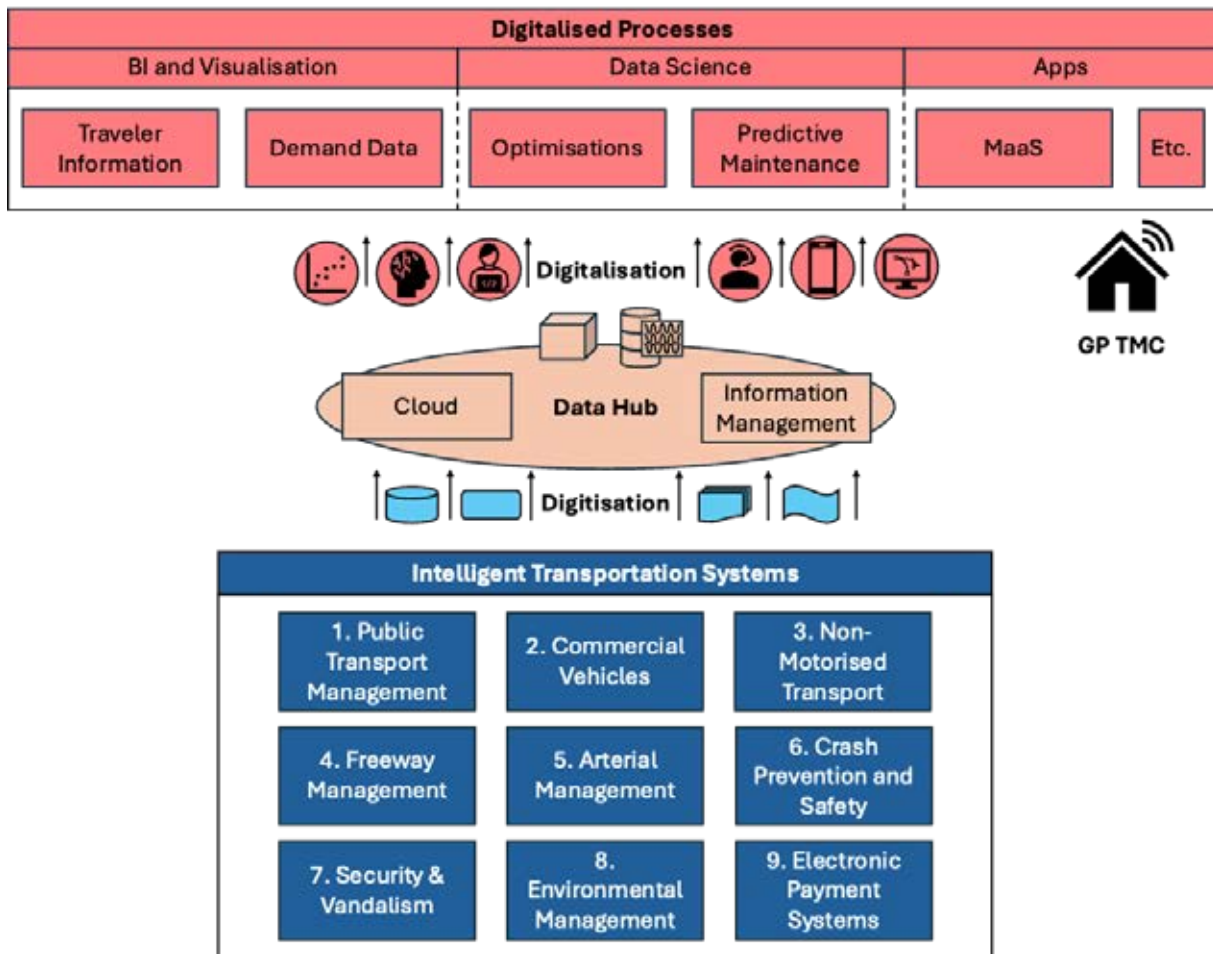 Digitalised Processes
BI and Visualisation
Data Science
Apps
Traveler
Information
Demand Data
Optimisations
Predictive
Maintenance
MaaS
Etc.
Digitalisation
GP TMC
Cloud
Data Hub
Information
Management
Digitisation
Intelligent Transportation Systems
1. Public
Transport
Management
2. Commercial
Vehicles
3. Non-
Motorised
Transport
4. Freeway
Management
5. Arterial
Management
6. Crash
Prevention and
Safety
7. Security &
Vandalism
8.
Environmental
Management
9. Electronic
Payment
Systems